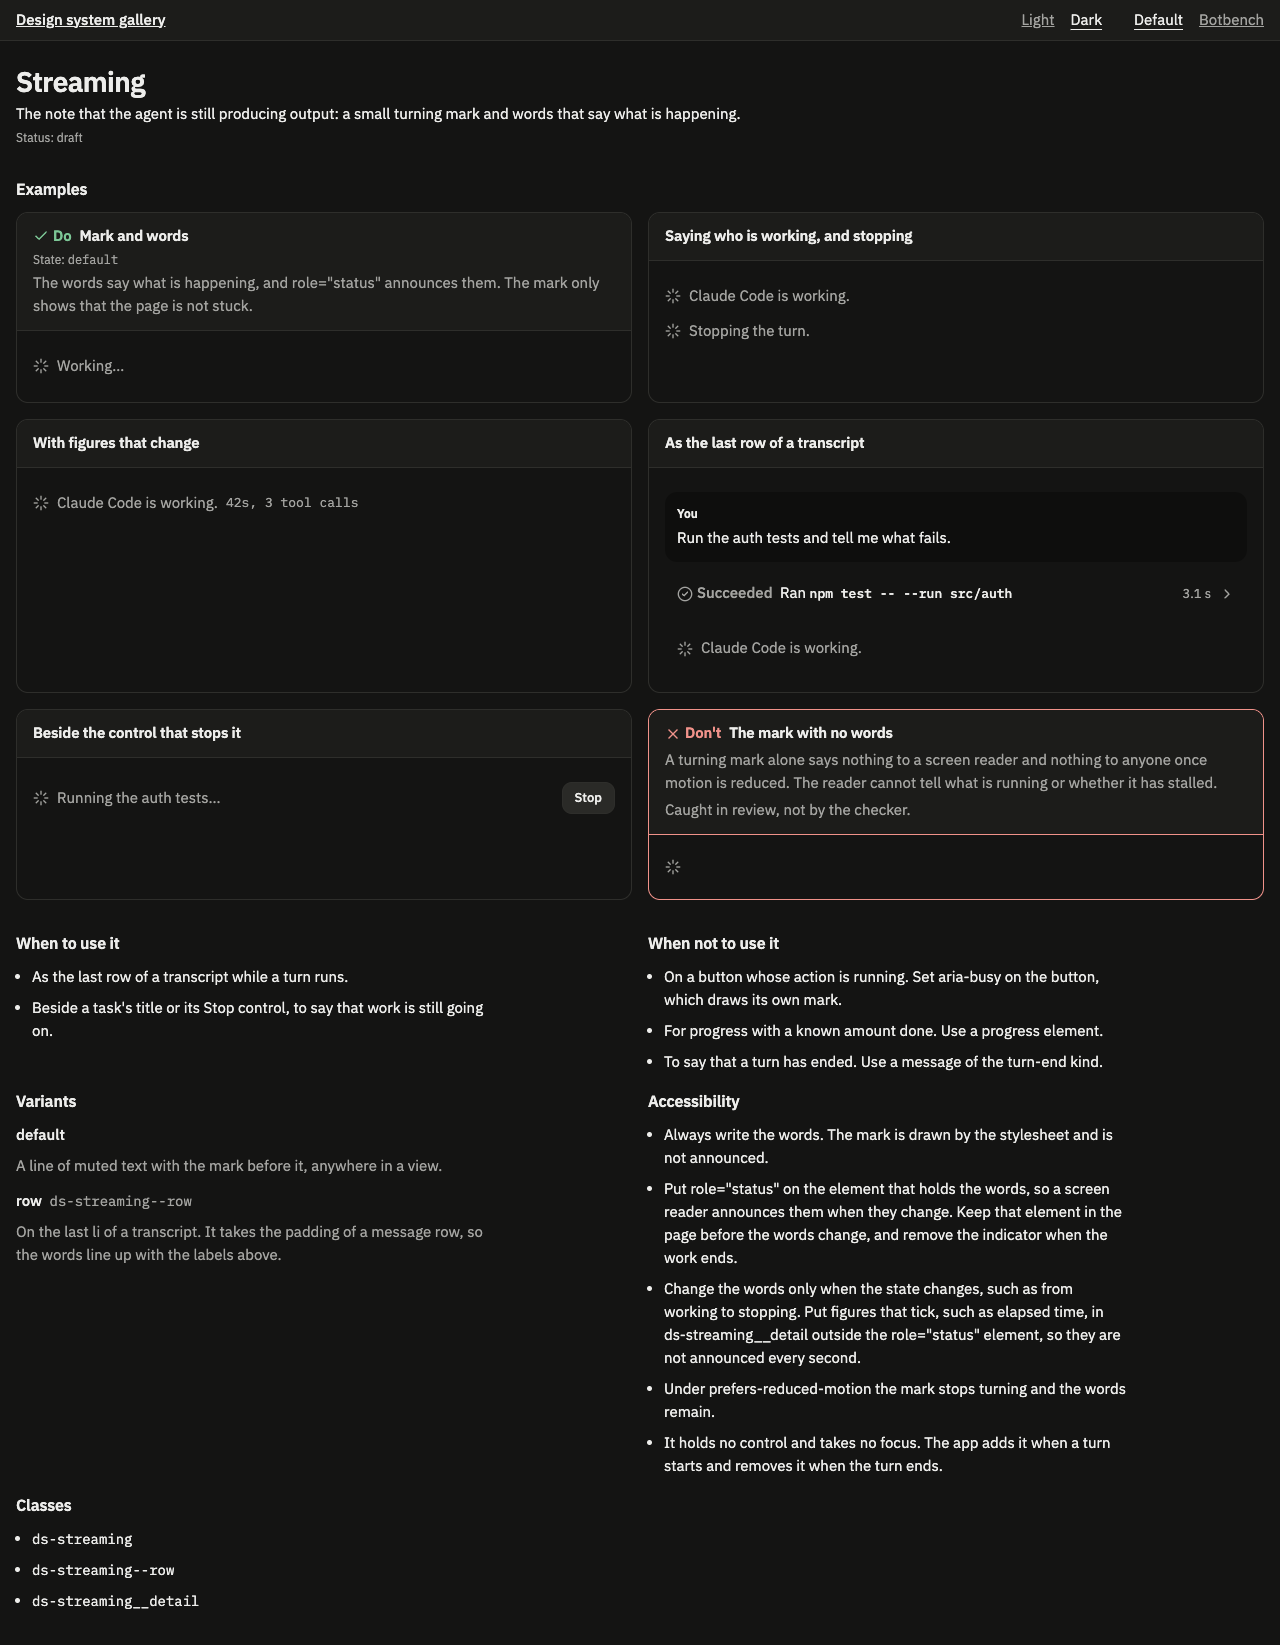 Design system gallery
Light Dark Default Botbench
Streaming
The note that the agent is still producing output: a small turning mark and words that say what is happening.
Status: draft
Examples
Do Mark and words
State: default
The words say what is happening, and role="status" announces them. The mark only
shows that the page is not stuck.
Working...
Saying who is working, and stopping
Claude Code is working.
Stopping the turn.
With figures that change
Claude Code is working. 42s, 3 tool calls
As the last row of a transcript
You
Run the auth tests and tell me what fails.
Succeeded Ran npm test -- --run src/auth 3.1 s
Claude Code is working.
Beside the control that stops it
Running the auth tests...
Stop
Don't The mark with no words
A turning mark alone says nothing to a screen reader and nothing to anyone once
motion is reduced. The reader cannot tell what is running or whether it has stalled.
Caught in review, not by the checker.
When to use it
As the last row of a transcript while a turn runs.
Beside a task's title or its Stop control, to say that work is still going
on.
When not to use it
On a button whose action is running. Set aria-busy on the button,
which draws its own mark.
For progress with a known amount done. Use a progress element.
To say that a turn has ended. Use a message of the turn-end kind.
Variants
default
A line of muted text with the mark before it, anywhere in a view.
row ds-streaming--row
On the last li of a transcript. It takes the padding of a message row, so
the words line up with the labels above.
Accessibility
Always write the words. The mark is drawn by the stylesheet and is
not announced.
Put role="status" on the element that holds the words, so a screen
reader announces them when they change. Keep that element in the
page before the words change, and remove the indicator when the
work ends.
Change the words only when the state changes, such as from
working to stopping. Put figures that tick, such as elapsed time, in
ds-streaming__detail outside the role="status" element, so they are
not announced every second.
Under prefers-reduced-motion the mark stops turning and the words
remain.
It holds no control and takes no focus. The app adds it when a turn
starts and removes it when the turn ends.
Classes
ds-streaming
ds-streaming--row
ds-streaming__detail